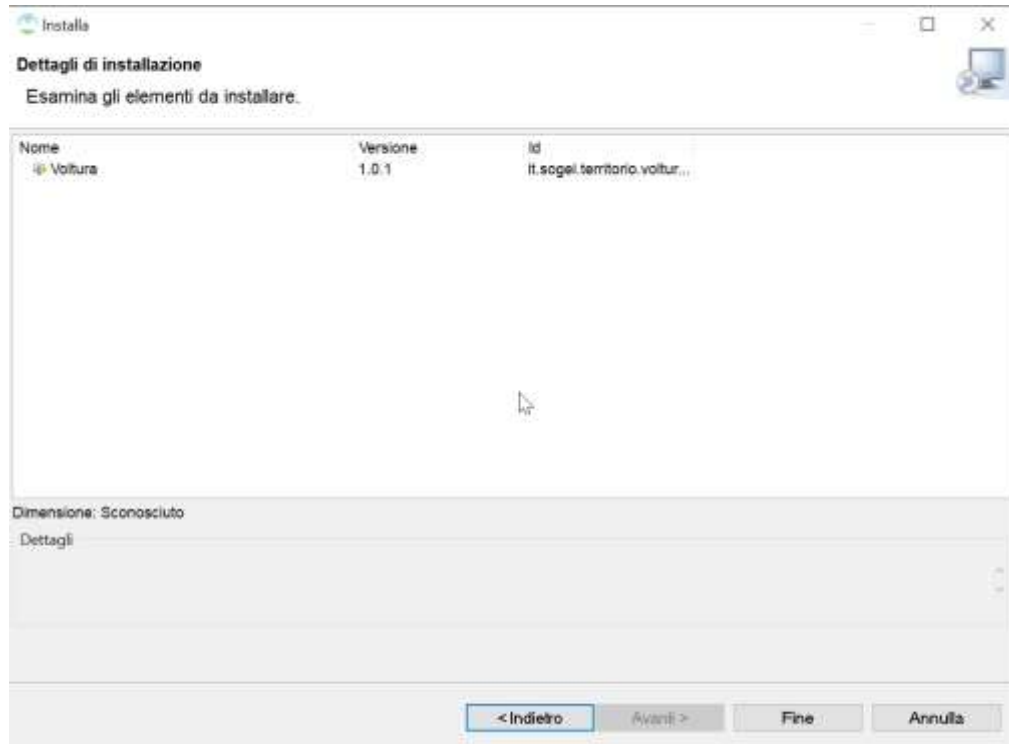 Installa
Dettagli di installazione
Esamina gli elementi da installare.
Nome Versione Id
Voltura 1.0.1 it.sogei.territorio.voltur...
Dimensione: Sconosciuto
Dettagli
< Indietro Avanti > Fine Annulla